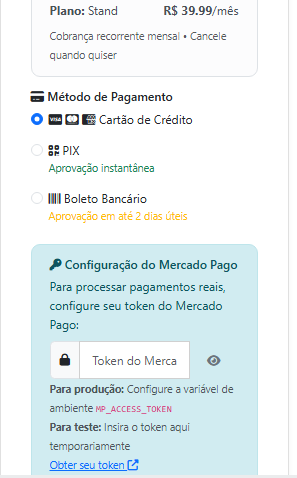 Plano: Stand R$ 39.99/mês
Cobrança recorrente mensal • Cancele
quando quiser
Método de Pagamento
VISA Cartão de Crédito
PIX
Aprovação instantânea
Boleto Bancário
Aprovação em até 2 dias úteis
Configuração do Mercado Pago
Para processar pagamentos reais,
configure seu token do Mercado
Pago:
Token do Merca
Para produção: Configure a variável de
ambiente MP_ACCESS_TOKEN
Para teste: Insira o token aqui
temporariamente
Obter seu token